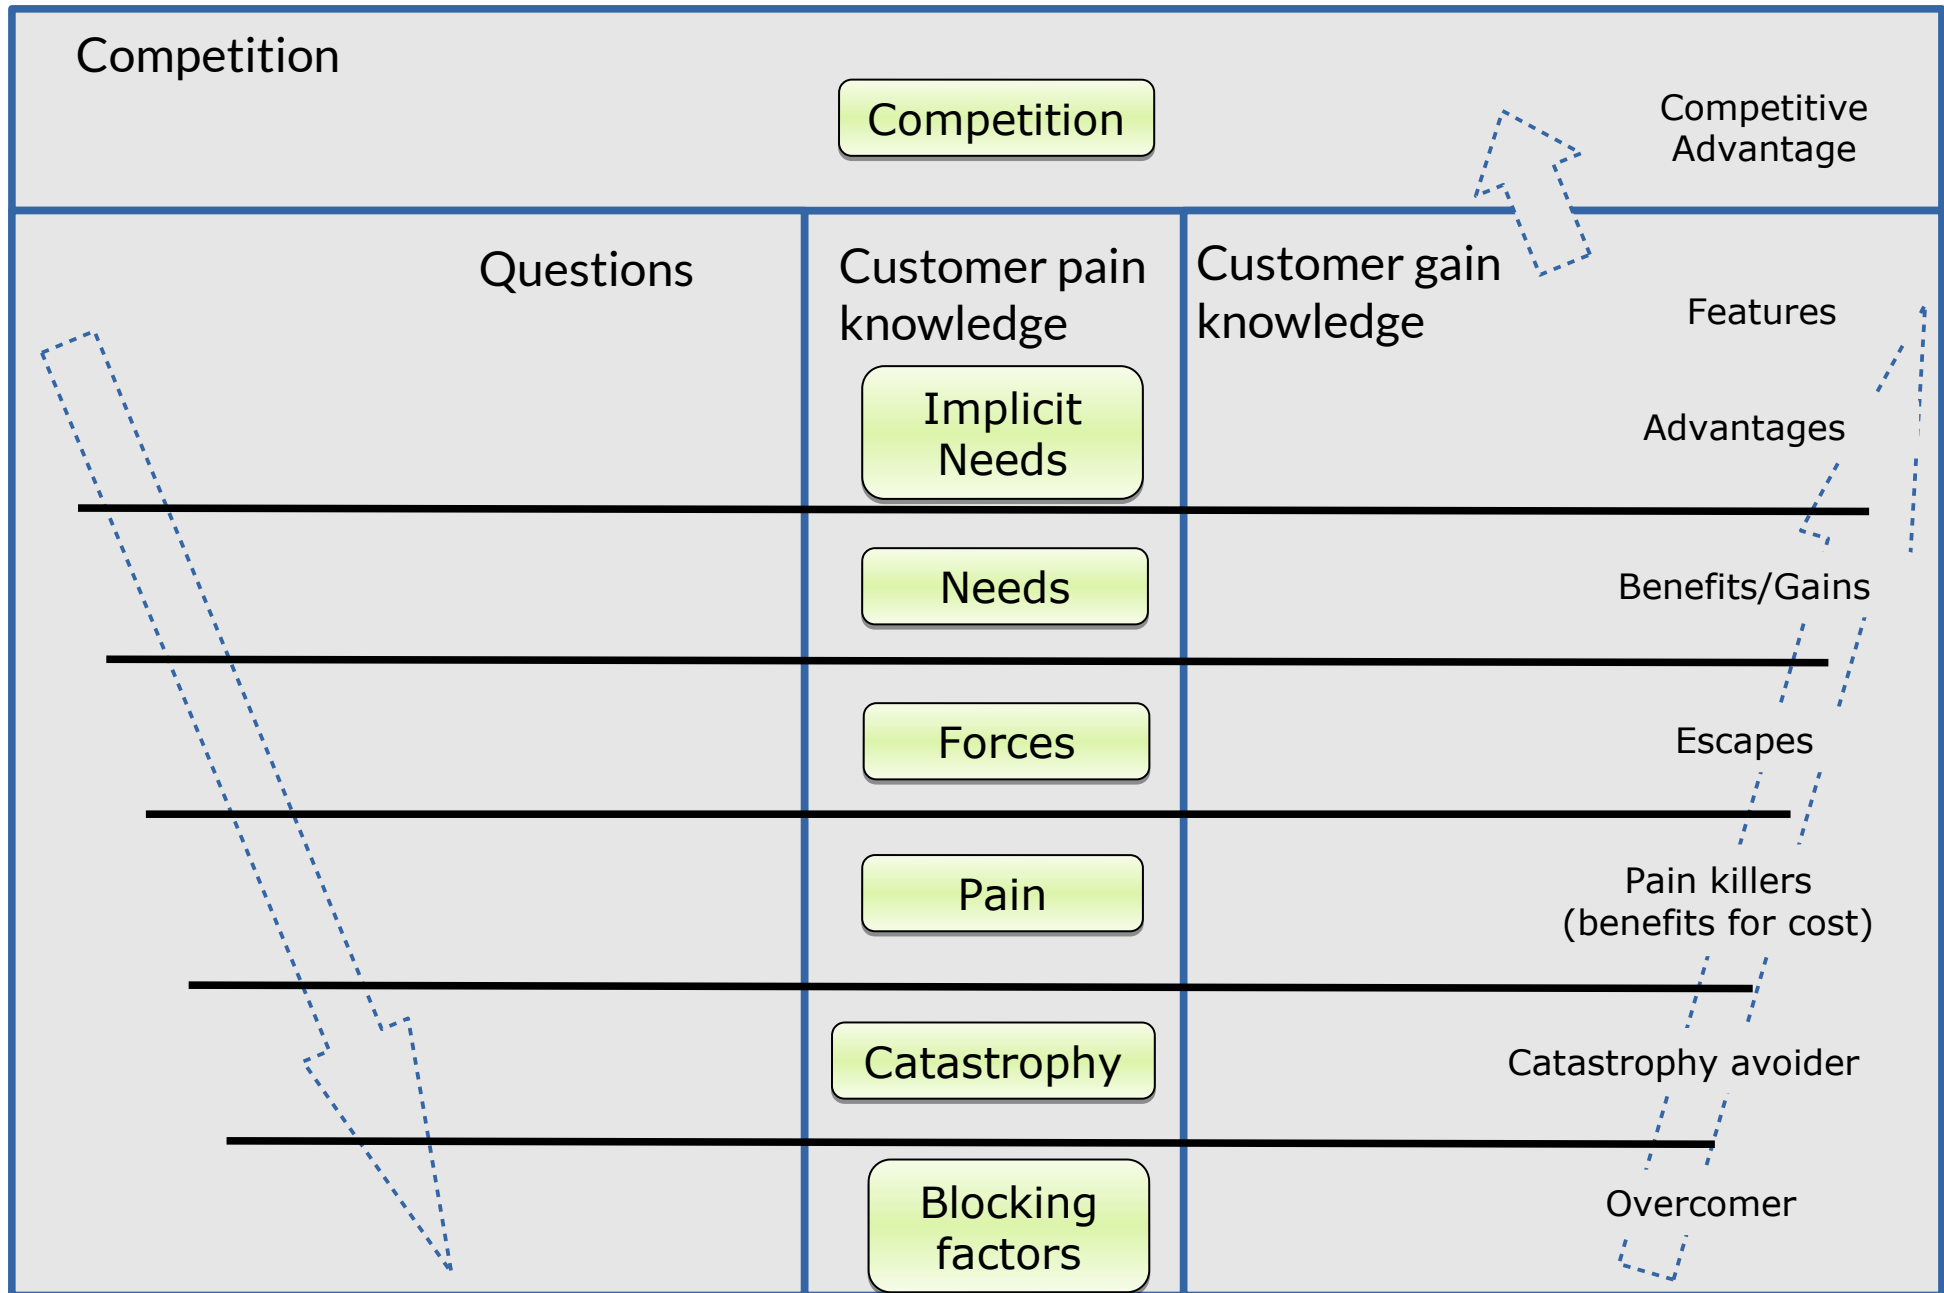 Competition
Competition
Competitive
Advantage
Questions
Customer pain
knowledge
Customer gain
knowledge
Features
Implicit
Needs
Advantages
Needs
Benefits/Gains
Forces
Escapes
Pain
Pain killers
(benefits for cost)
Catastrophy
Catastrophy avoider
Blocking
factors
Overcomer